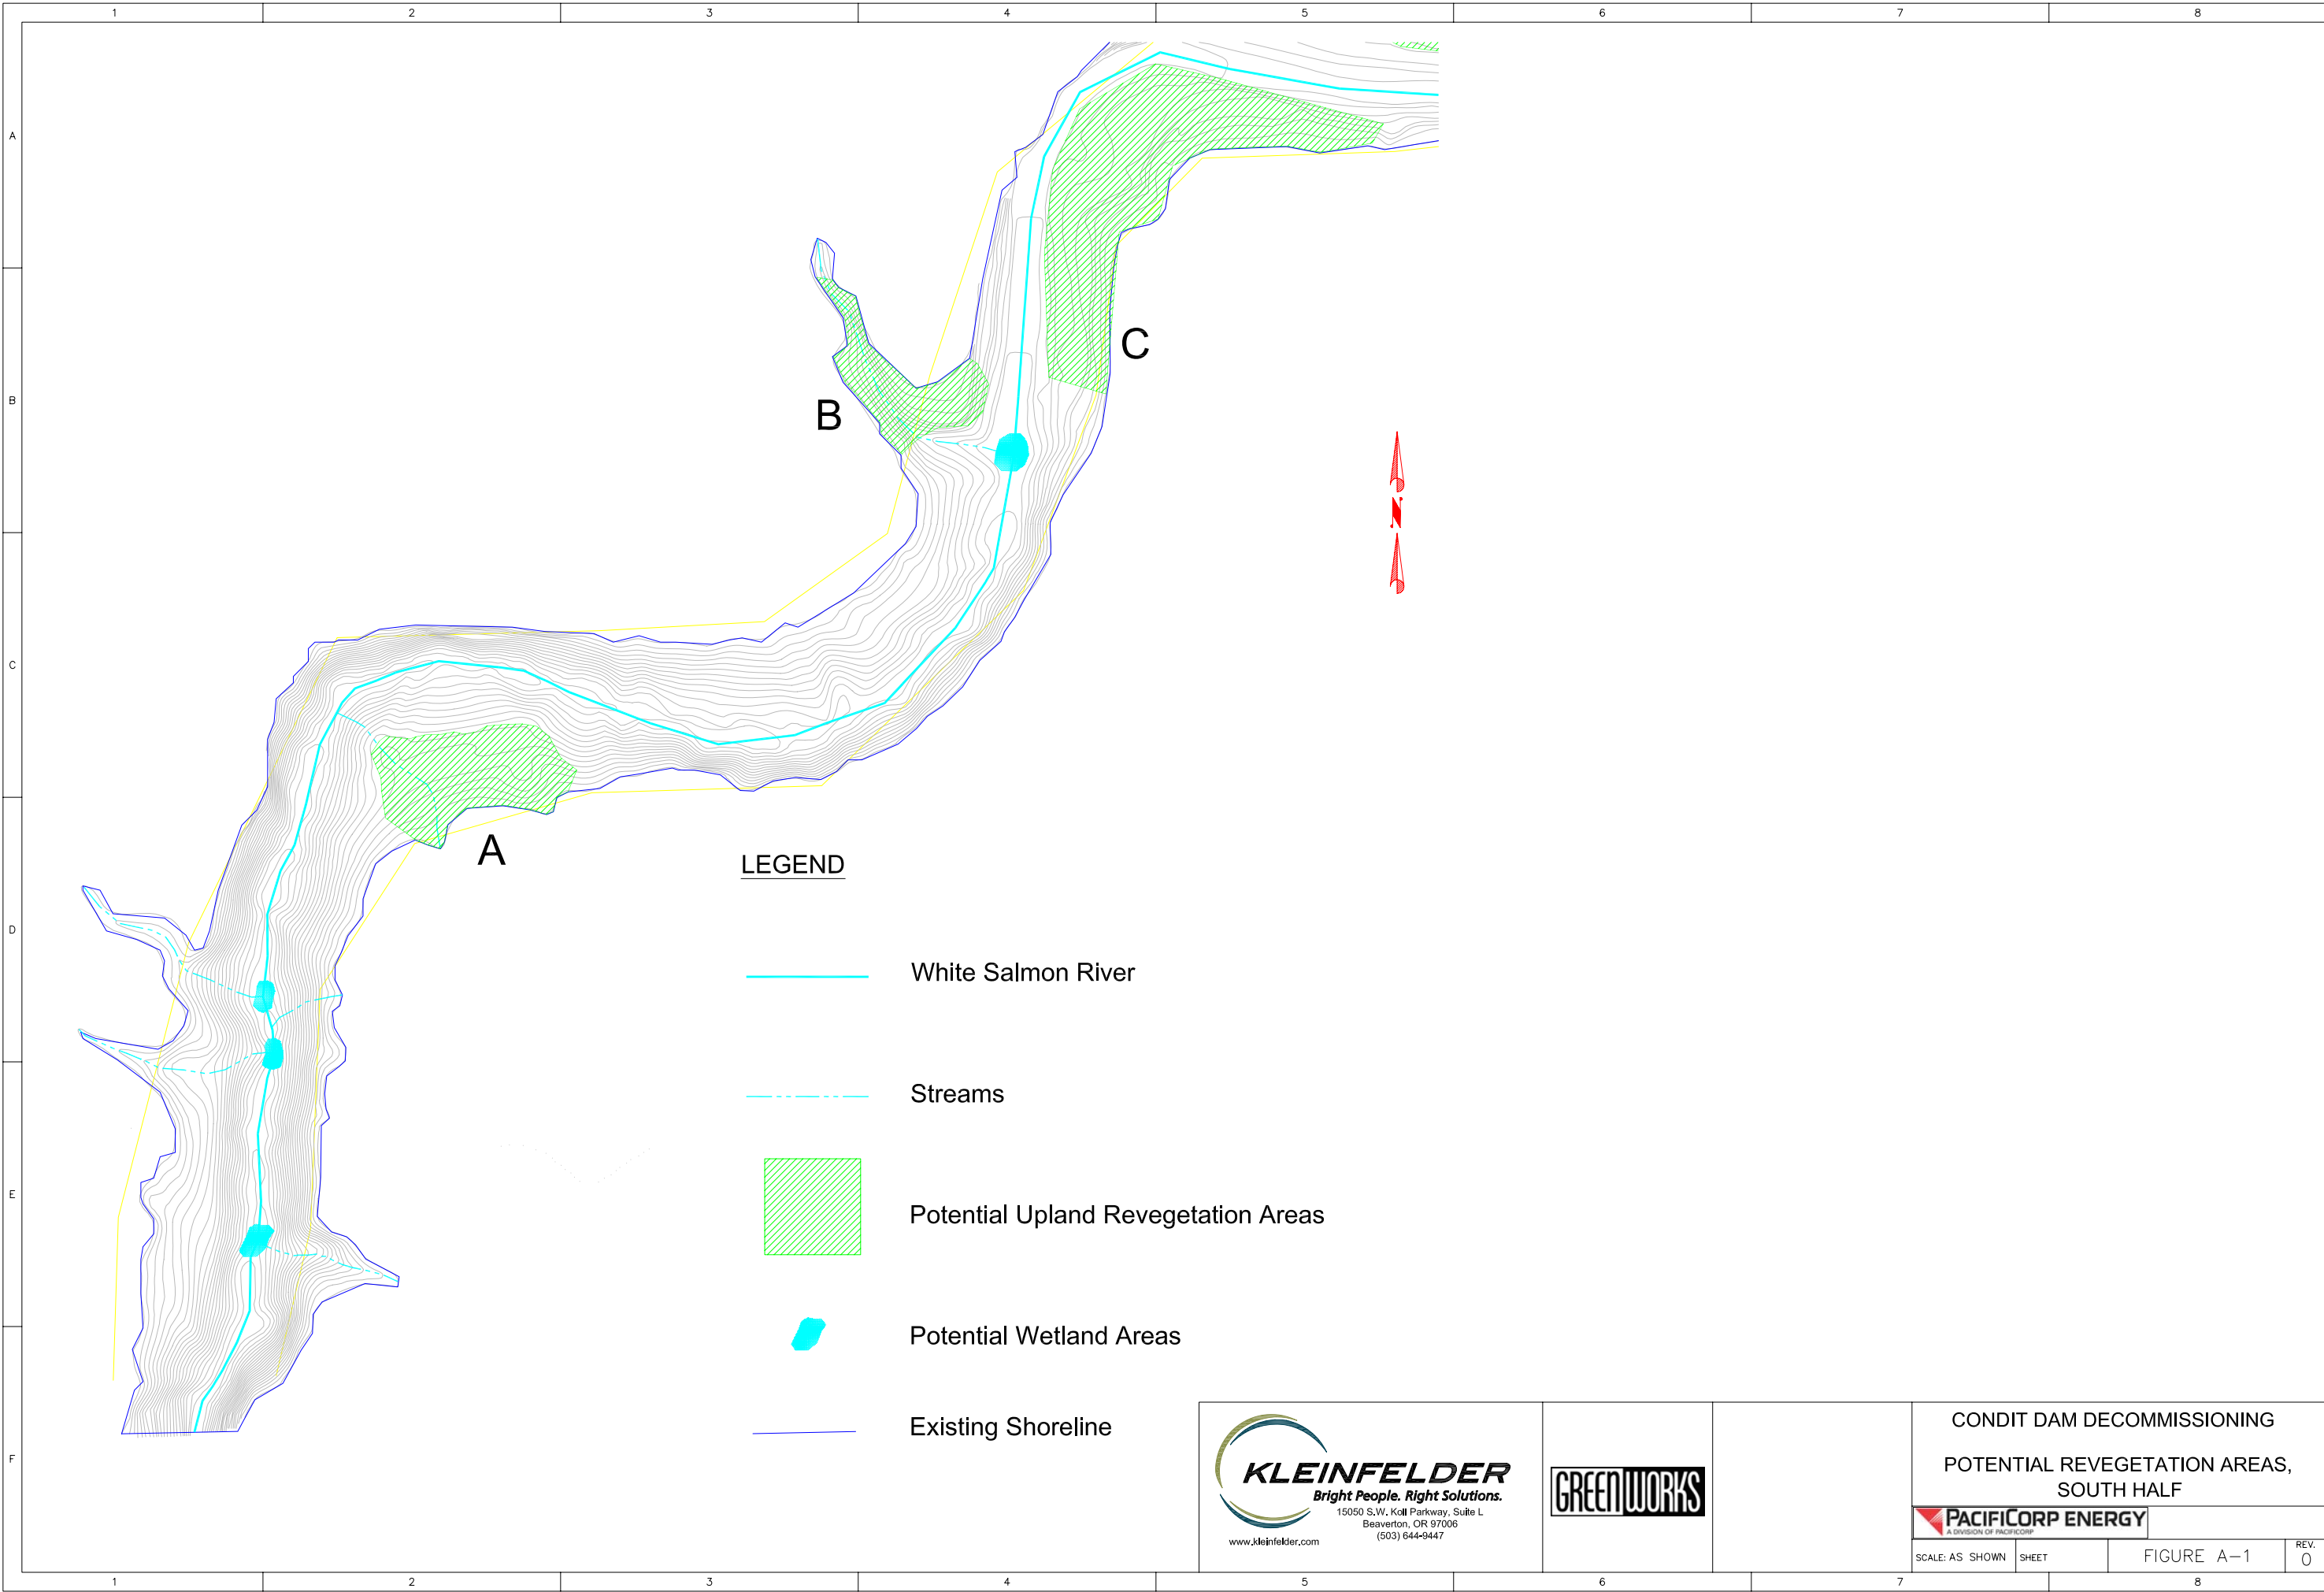 1 2 3 4 5 6 7 8
A
B
C
D
E
F
C
B
N
A
LEGEND
White Salmon River
Streams
Potential Upland Revegetation Areas
Potential Wetland Areas
Existing Shoreline
KLEINFELDER
Bright People. Right Solutions.
15050 S.W. Koll Parkway, Suite L
Beaverton, OR 97006
(503) 644-9447
www.kleinfelder.com
GREENWORKS
CONDIT DAM DECOMMISSIONING
POTENTIAL REVEGETATION AREAS,
SOUTH HALF
PACIFICORP ENERGY
A DIVISION OF PACIFICORP
SCALE: AS SHOWN SHEET FIGURE A-1 REV. 0
1 2 3 4 5 6 7 8